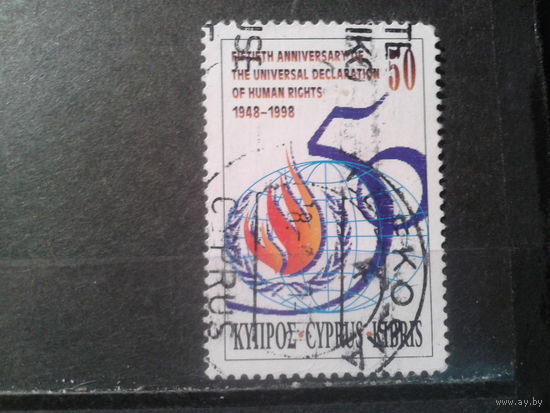 FIFTIETH ANNIVERSARY OF
THE UNIVERSAL DECLARATION
OF HUMAN RIGHTS
1948-1998
50
50
ΚΥΠΡΟΣ·CYPRUS·KIBRIS
CYPRUS
www.ay.by